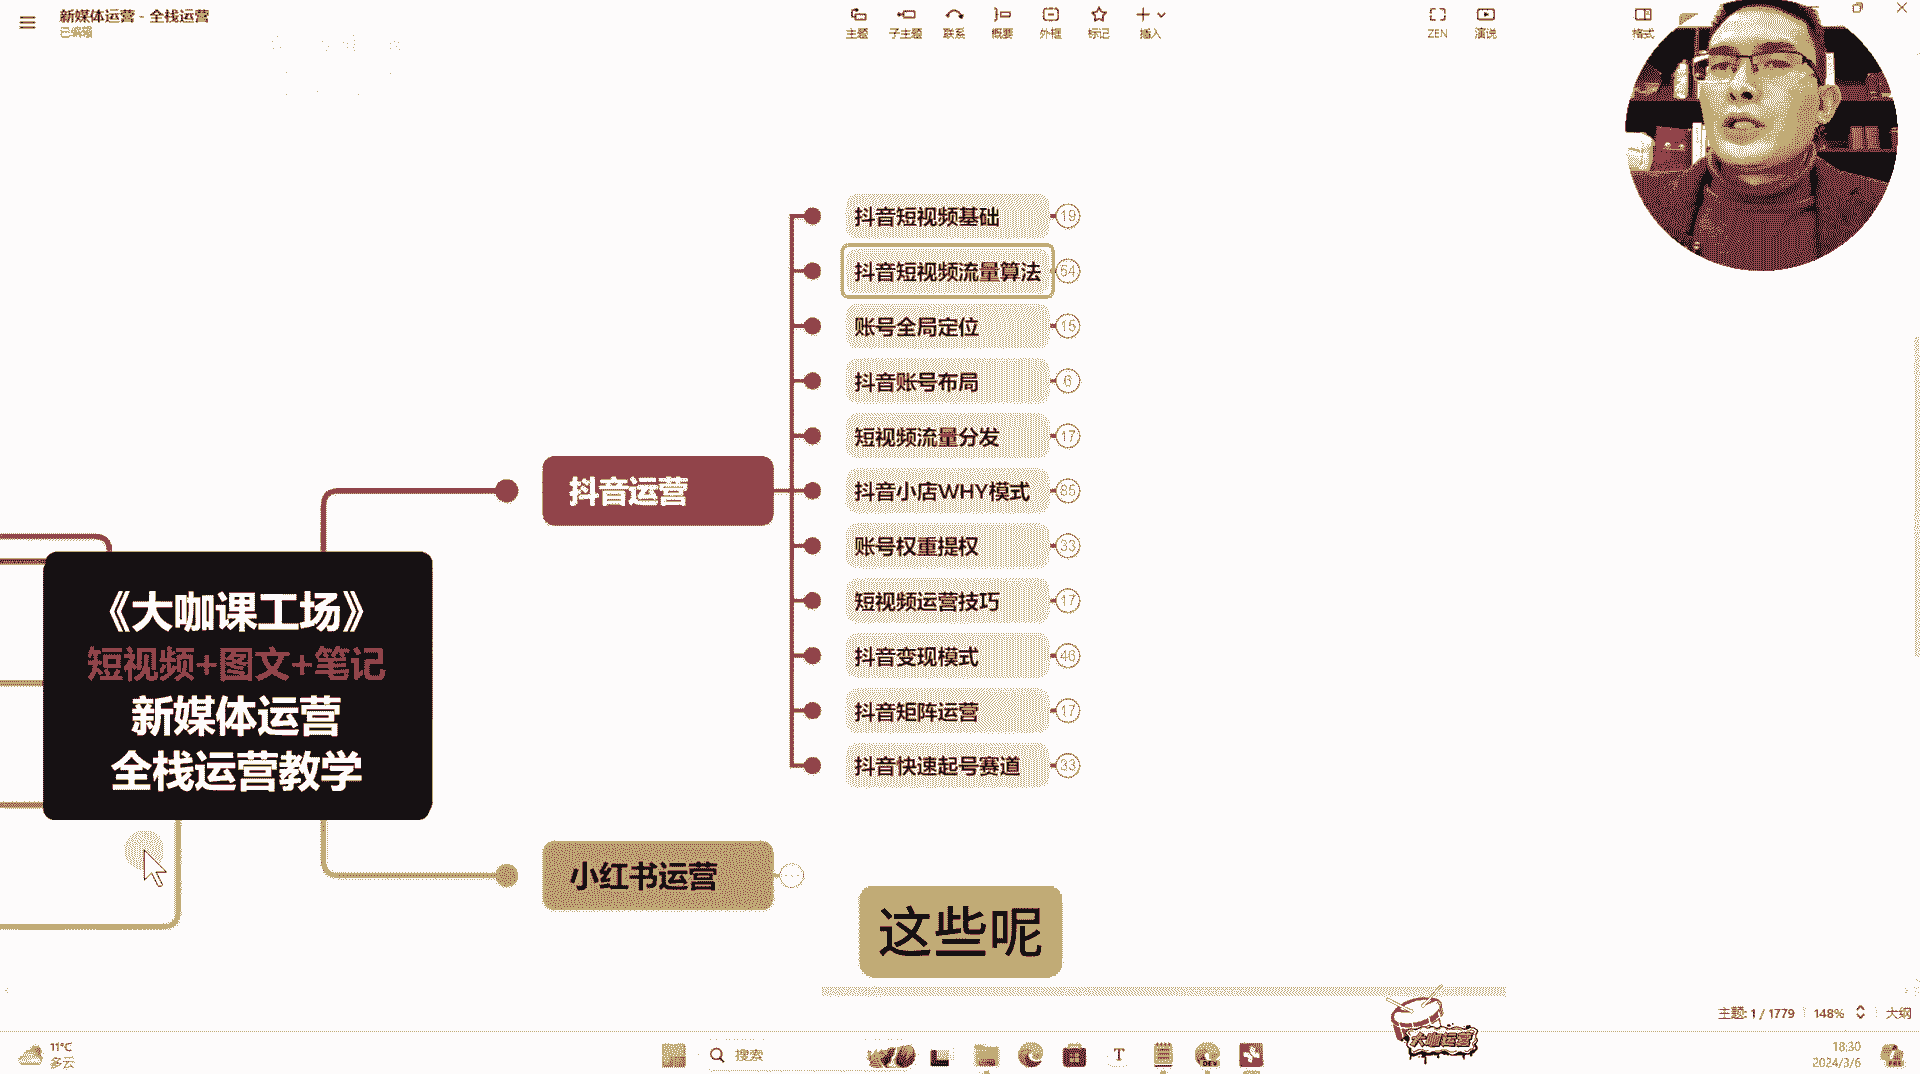 新媒体运营 - 全栈运营
已编辑
主题
子主题
联系
概要
外框
标记
插入
ZEN
演说
格式
抖音短视频基础
19
抖音短视频流量算法
54
账号全局定位
15
抖音账号布局
6
短视频流量分发
17
抖音小店WHY模式
85
抖音运营
账号权重提权
33
短视频运营技巧
17
抖音变现模式
46
抖音矩阵运营
17
抖音快速起号赛道
33
《大咖课工场》
短视频+图文+笔记
新媒体运营
全栈运营教学
小红书运营
这些呢
主题: 1 / 1779
148%
大纲
大咖运营
11°C
多云
搜索
18:30
2024/3/6